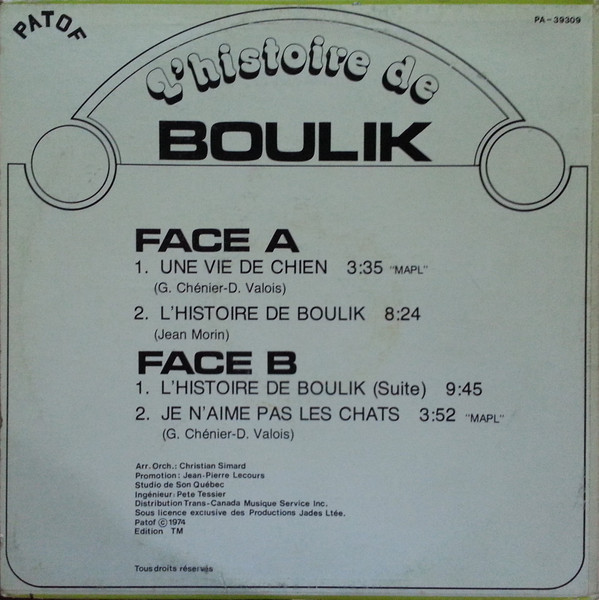 PATOF
PA-39309
L'histoire de
BOULIK
FACE A
1. UNE VIE DE CHIEN 3:35 "MAPL"
(G. Chénier-D. Valois)
2. L'HISTOIRE DE BOULIK 8:24
(Jean Morin)
FACE B
1. L'HISTOIRE DE BOULIK (Suite) 9:45
2. JE N'AIME PAS LES CHATS 3:52 "MAPL"
(G. Chénier-D. Valois)
Arr. Orch.: Christian Simard
Promotion: Jean-Pierre Lecours
Studio de Son Québec
Ingénieur: Pete Tessier
Distribution Trans-Canada Musique Service Inc.
Sous licence exclusive des Productions Jades Ltée.
Patof © 1974
Edition TM
Tous droits réservés